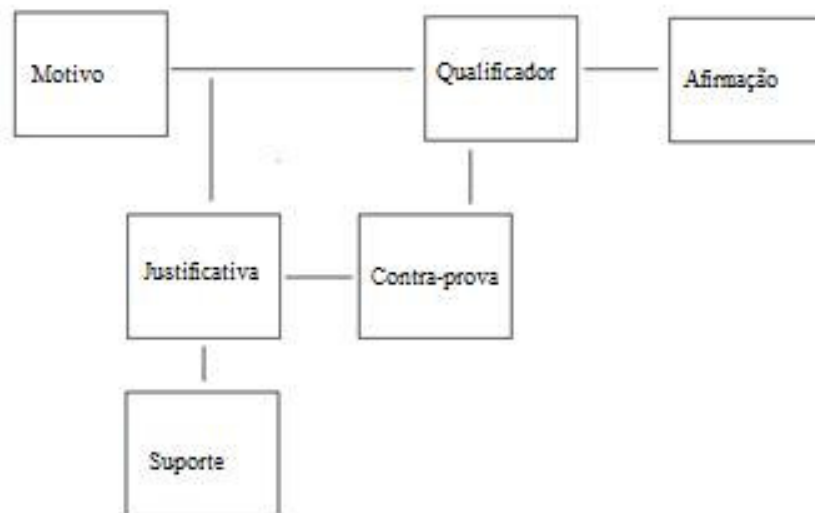 Motivo
Qualificador
Afirmação
Justificativa
Contra-prova
Suporte